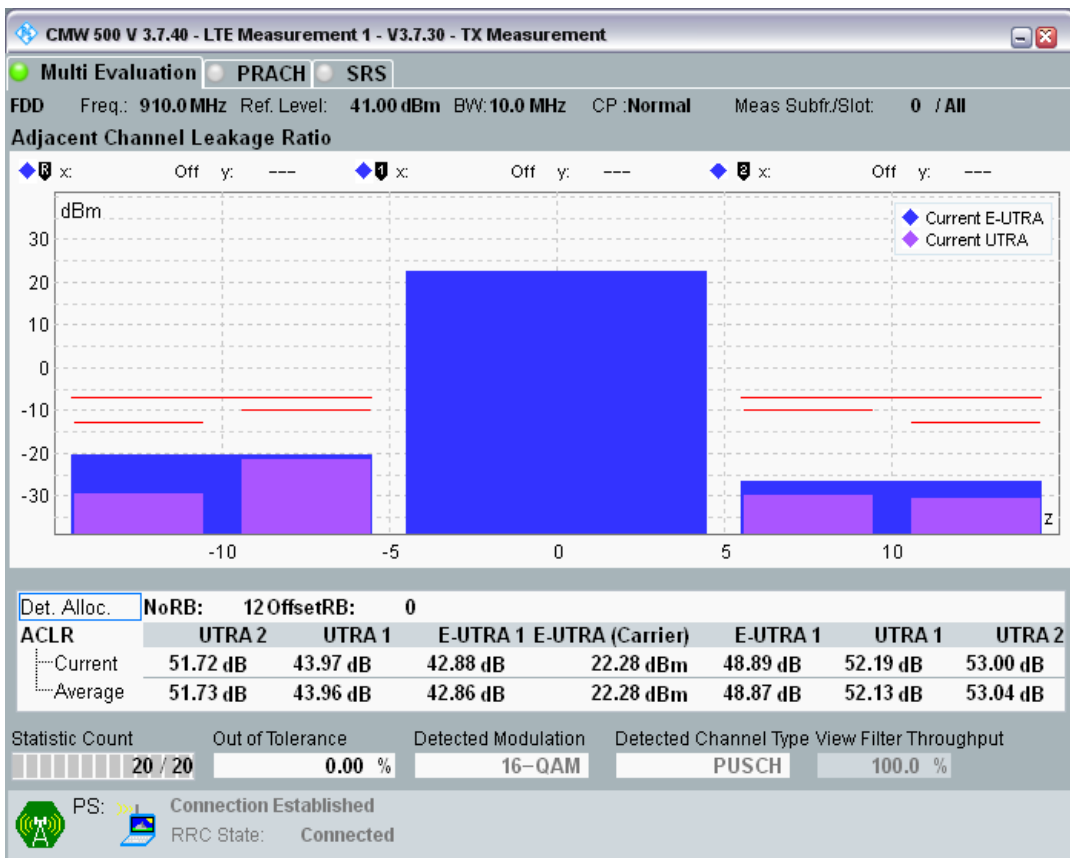 CMW 500 V 3.7.40 - LTE Measurement 1 - V3.7.30 - TX Measurement
Multi Evaluation PRACH SRS
FDD Freq.: 910.0 MHz Ref. Level: 41.00 dBm BW: 10.0 MHz CP :Normal Meas Subfr./Slot: 0 / All
Adjacent Channel Leakage Ratio
R x: Off y: --- 1 x: Off y: --- 2 x: Off y: ---
dBm
Current E-UTRA
Current UTRA
30
20
10
0
-10
-20
-30
z
-10 -5 0 5 10
Det. Alloc. NoRB: 12 OffsetRB: 0
ACLR UTRA 2 UTRA 1 E-UTRA 1 E-UTRA (Carrier) E-UTRA 1 UTRA 1 UTRA 2
Current 51.72 dB 43.97 dB 42.88 dB 22.28 dBm 48.89 dB 52.19 dB 53.00 dB
Average 51.73 dB 43.96 dB 42.86 dB 22.28 dBm 48.87 dB 52.13 dB 53.04 dB
Statistic Count Out of Tolerance Detected Modulation Detected Channel Type View Filter Throughput
20 / 20 0.00 % 16-QAM PUSCH 100.0 %
PS: Connection Established
RRC State: Connected